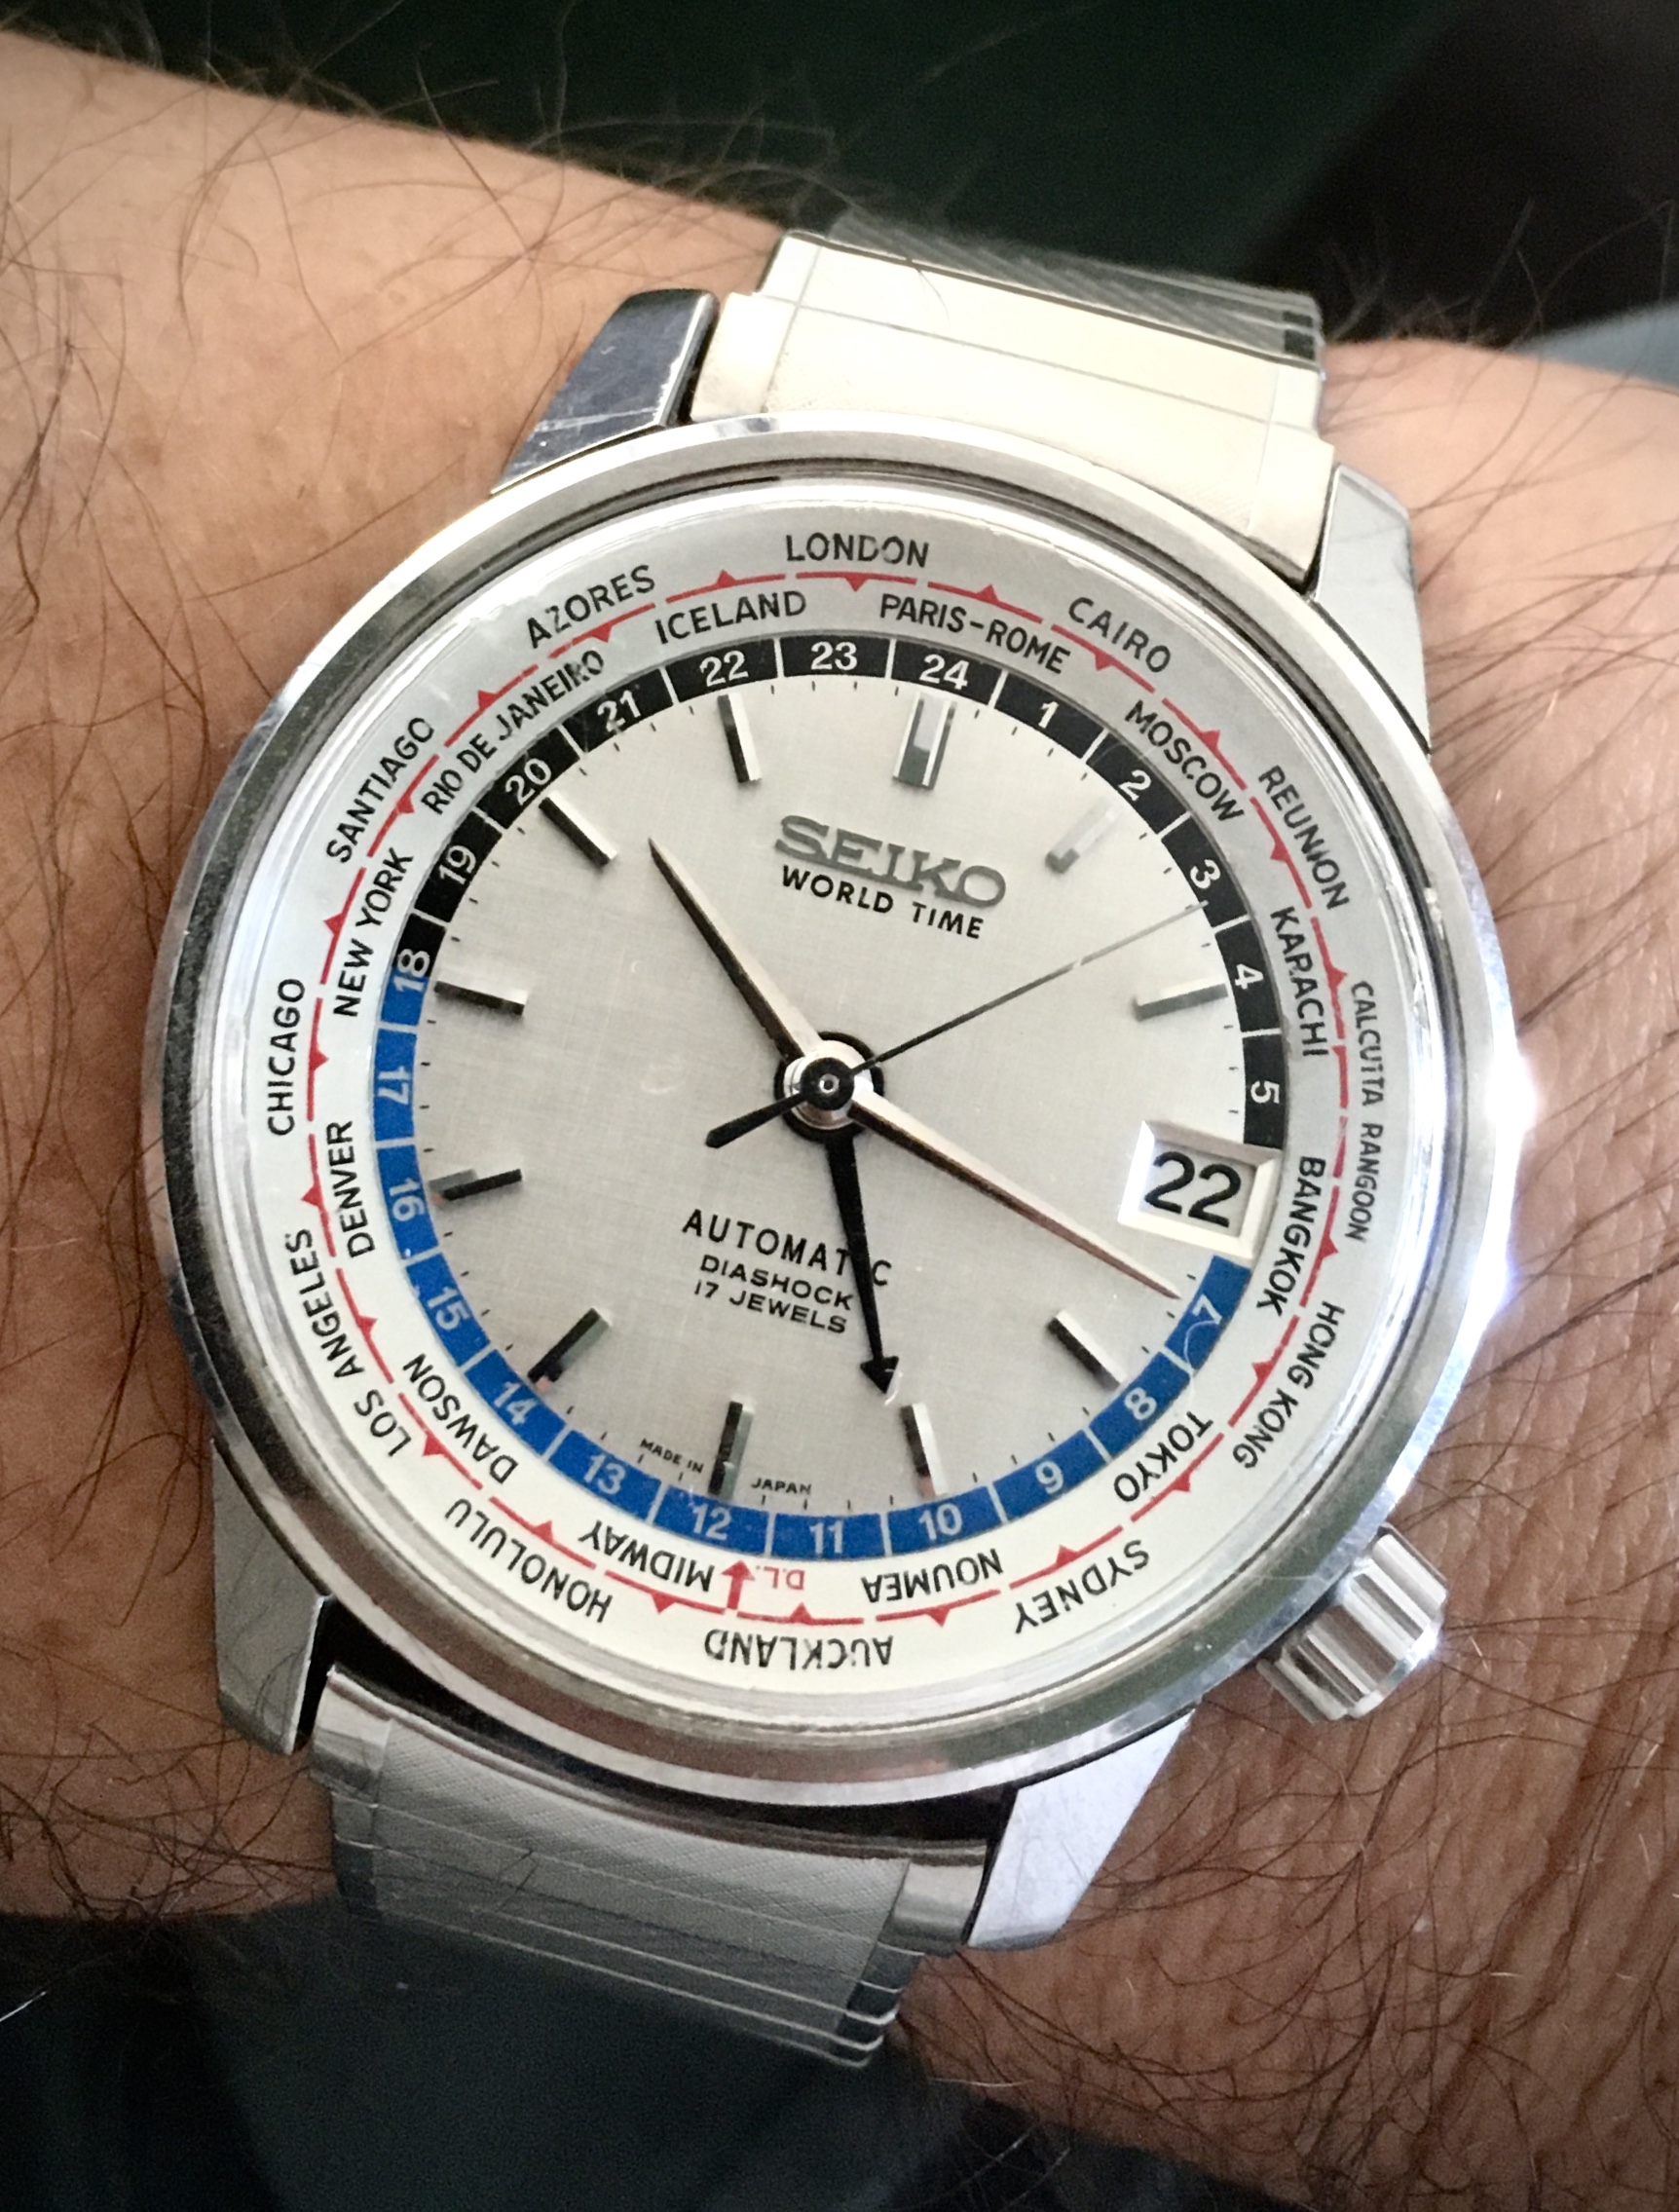 SEIKO
WORLD TIME
AUTOMATIC
DIASHOCK
17 JEWELS
MADE IN JAPAN
22
LONDON
PARIS-ROME
CAIRO
MOSCOW
REUNION
KARACHI
CALCUTTA RANGOON
BANGKOK
HONG KONG
TOKYO
SYDNEY
NOUMEA
AUCKLAND
D.L.
MIDWAY
HONOLULU
DAWSON
LOS ANGELES
DENVER
CHICAGO
NEW YORK
SANTIAGO
RIO DE JANEIRO
AZORES
ICELAND
24
1
2
3
4
5
7
8
9
10
11
12
13
14
15
16
17
18
19
20
21
22
23